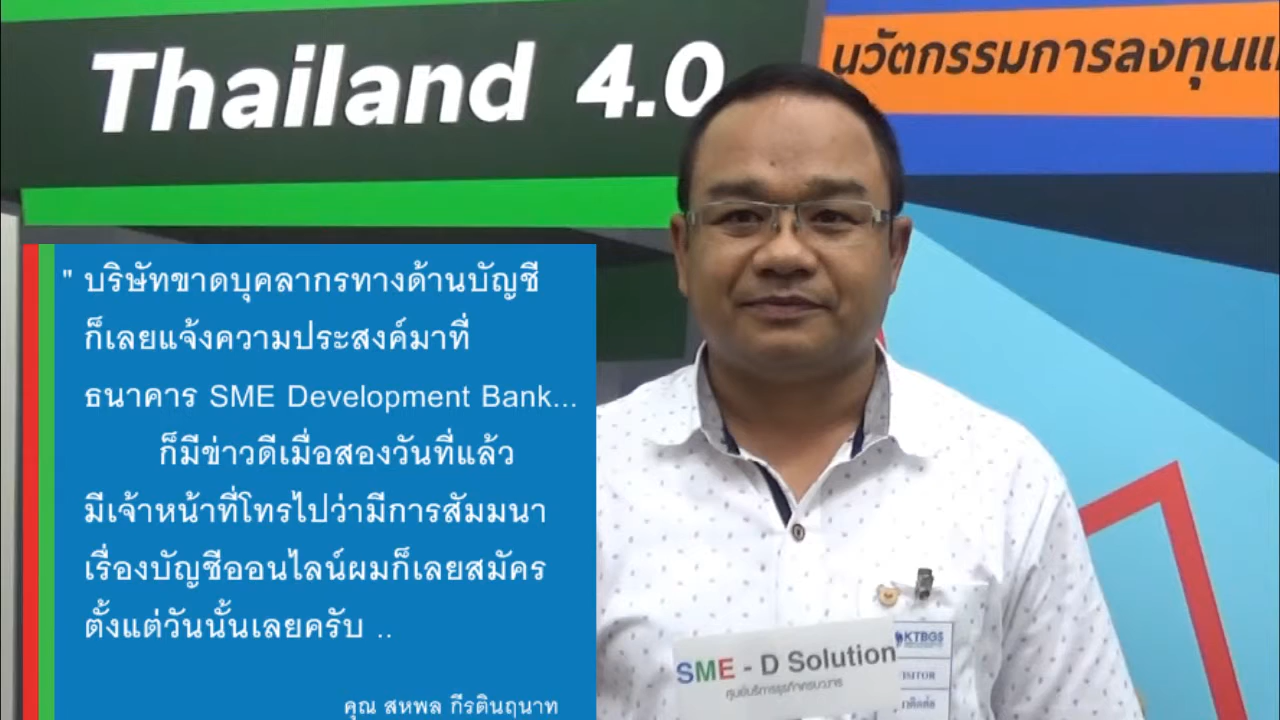 Thailand 4.0
นวัตกรรมการลงทุนแ
" บริษัทขาดบุคลากรทางด้านบัญชี
ก็เลยแจ้งความประสงค์มาที่
ธนาคาร SME Development Bank...
ก็มีข่าวดีเมื่อสองวันที่แล้ว
มีเจ้าหน้าที่โทรไปว่ามีการสัมมนา
เรื่องบัญชีออนไลน์ผมก็เลยสมัคร
ตั้งแต่วันนั้นเลยครับ ..
คุณ สหพล กีรตินฤนาท
SME - D Solution
ศูนย์บริการธุรกิจครบวงจร
KTBGS
ISITOR